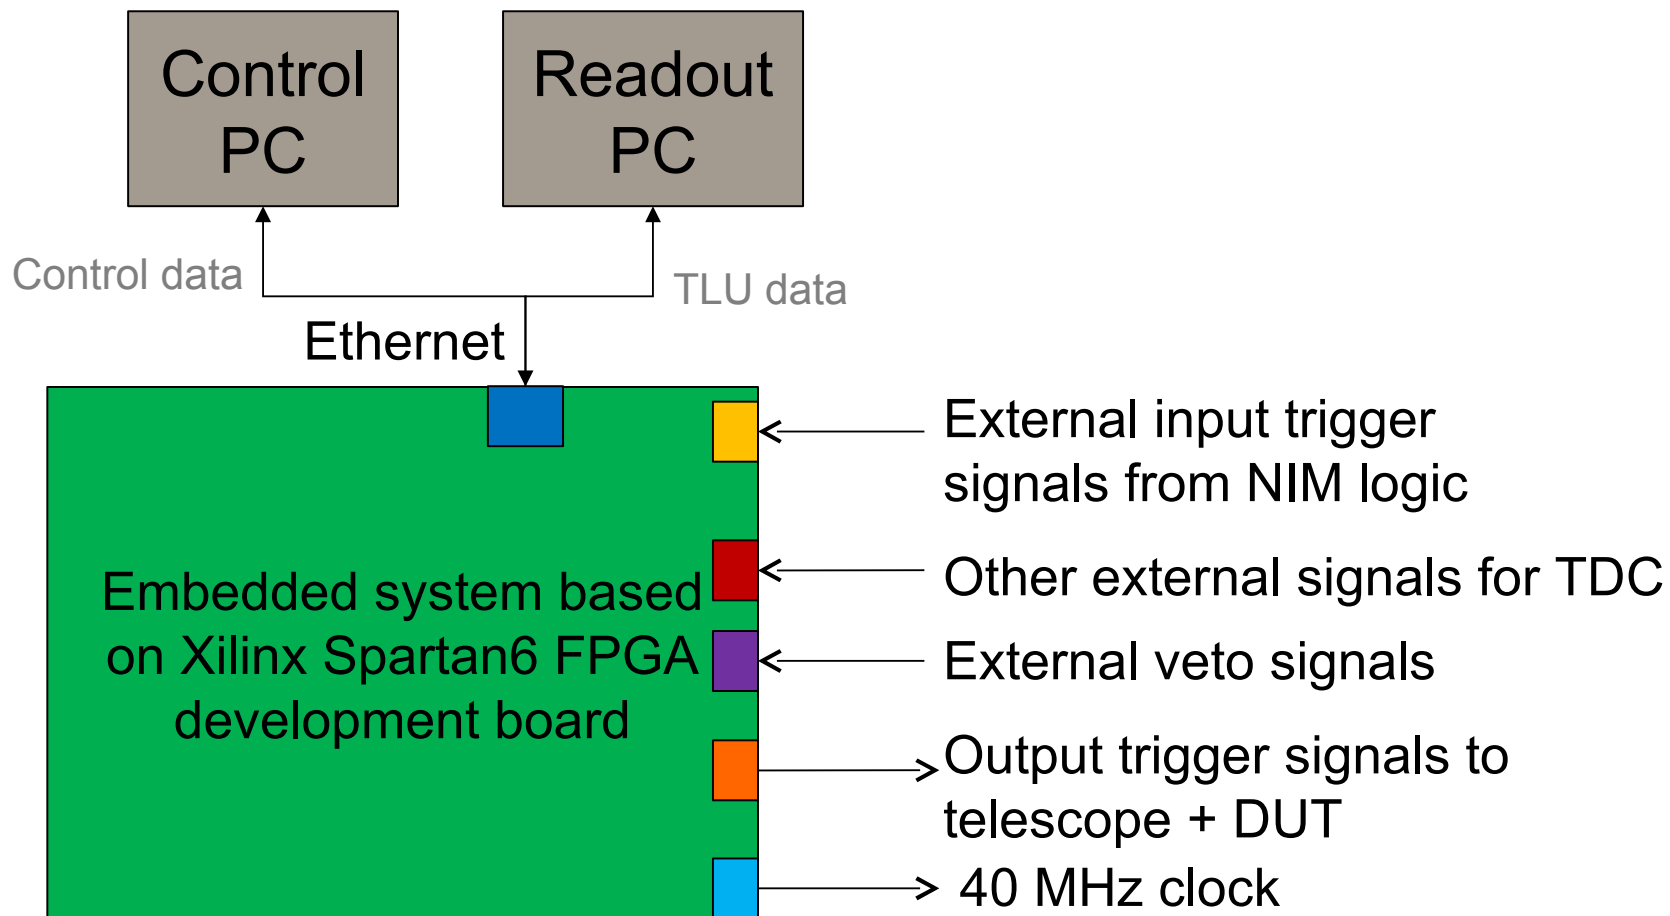 Control
PC
Readout
PC
Control data
TLU data
Ethernet
External input trigger
signals from NIM logic
Other external signals for TDC
Embedded system based
on Xilinx Spartan6 FPGA
development board
External veto signals
Output trigger signals to
telescope + DUT
40 MHz clock